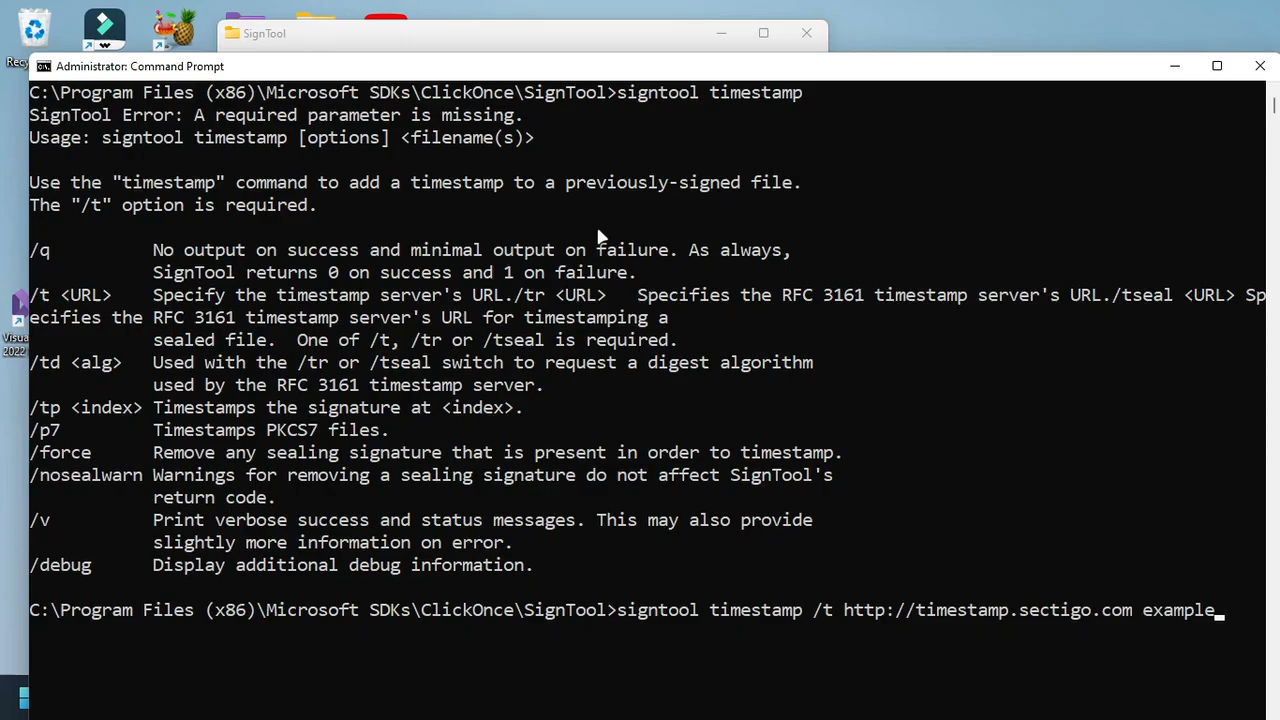 SignTool
Recy
Administrator: Command Prompt
C:\Program Files (x86)\Microsoft SDKs\ClickOnce\SignTool>signtool timestamp
SignTool Error: A required parameter is missing.
Usage: signtool timestamp [options] <filename(s)>
Use the "timestamp" command to add a timestamp to a previously-signed file.
The "/t" option is required.
/q No output on success and minimal output on failure. As always,
SignTool returns 0 on success and 1 on failure.
/t <URL> Specify the timestamp server's URL./tr <URL> Specifies the RFC 3161 timestamp server's URL./tseal <URL> Sp
ecifies the RFC 3161 timestamp server's URL for timestamping a
sealed file. One of /t, /tr or /tseal is required.
/td <alg> Used with the /tr or /tseal switch to request a digest algorithm
used by the RFC 3161 timestamp server.
/tp <index> Timestamps the signature at <index>.
/p7 Timestamps PKCS7 files.
/force Remove any sealing signature that is present in order to timestamp.
/nosealwarn Warnings for removing a sealing signature do not affect SignTool's
return code.
/v Print verbose success and status messages. This may also provide
slightly more information on error.
/debug Display additional debug information.
C:\Program Files (x86)\Microsoft SDKs\ClickOnce\SignTool>signtool timestamp /t http://timestamp.sectigo.com example
Visua
2022